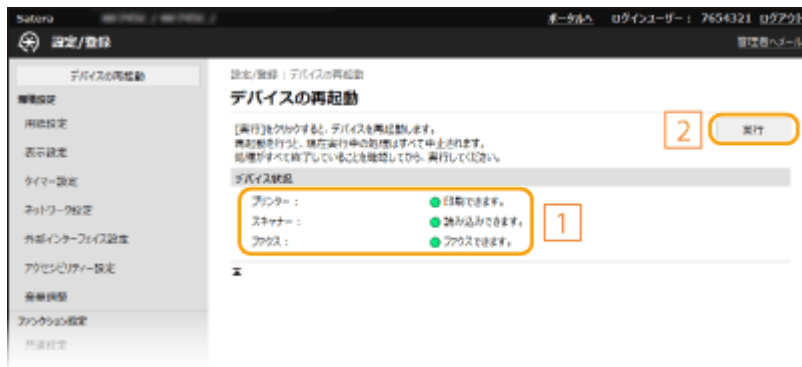 Satera
ポータルへ ログインユーザー: 7654321 ログアウト
設定/登録
管理者へメール
デバイスの再起動
設定/登録 : デバイスの再起動
環境設定
デバイスの再起動
用紙設定
[実行]をクリックすると、デバイスを再起動します。
再起動を行うと、現在実行中の処理はすべて中止されます。
処理がすべて終了していることを確認してから、実行してください。
2
実行
表示設定
デバイス状況
タイマー設定
プリンター : 印刷できます。
スキャナー : 読み込みできます。
ファクス : ファクスできます。
1
ネットワーク設定
外部インターフェイス設定
アクセシビリティー設定
音量調整
ファンクション設定
共通設定